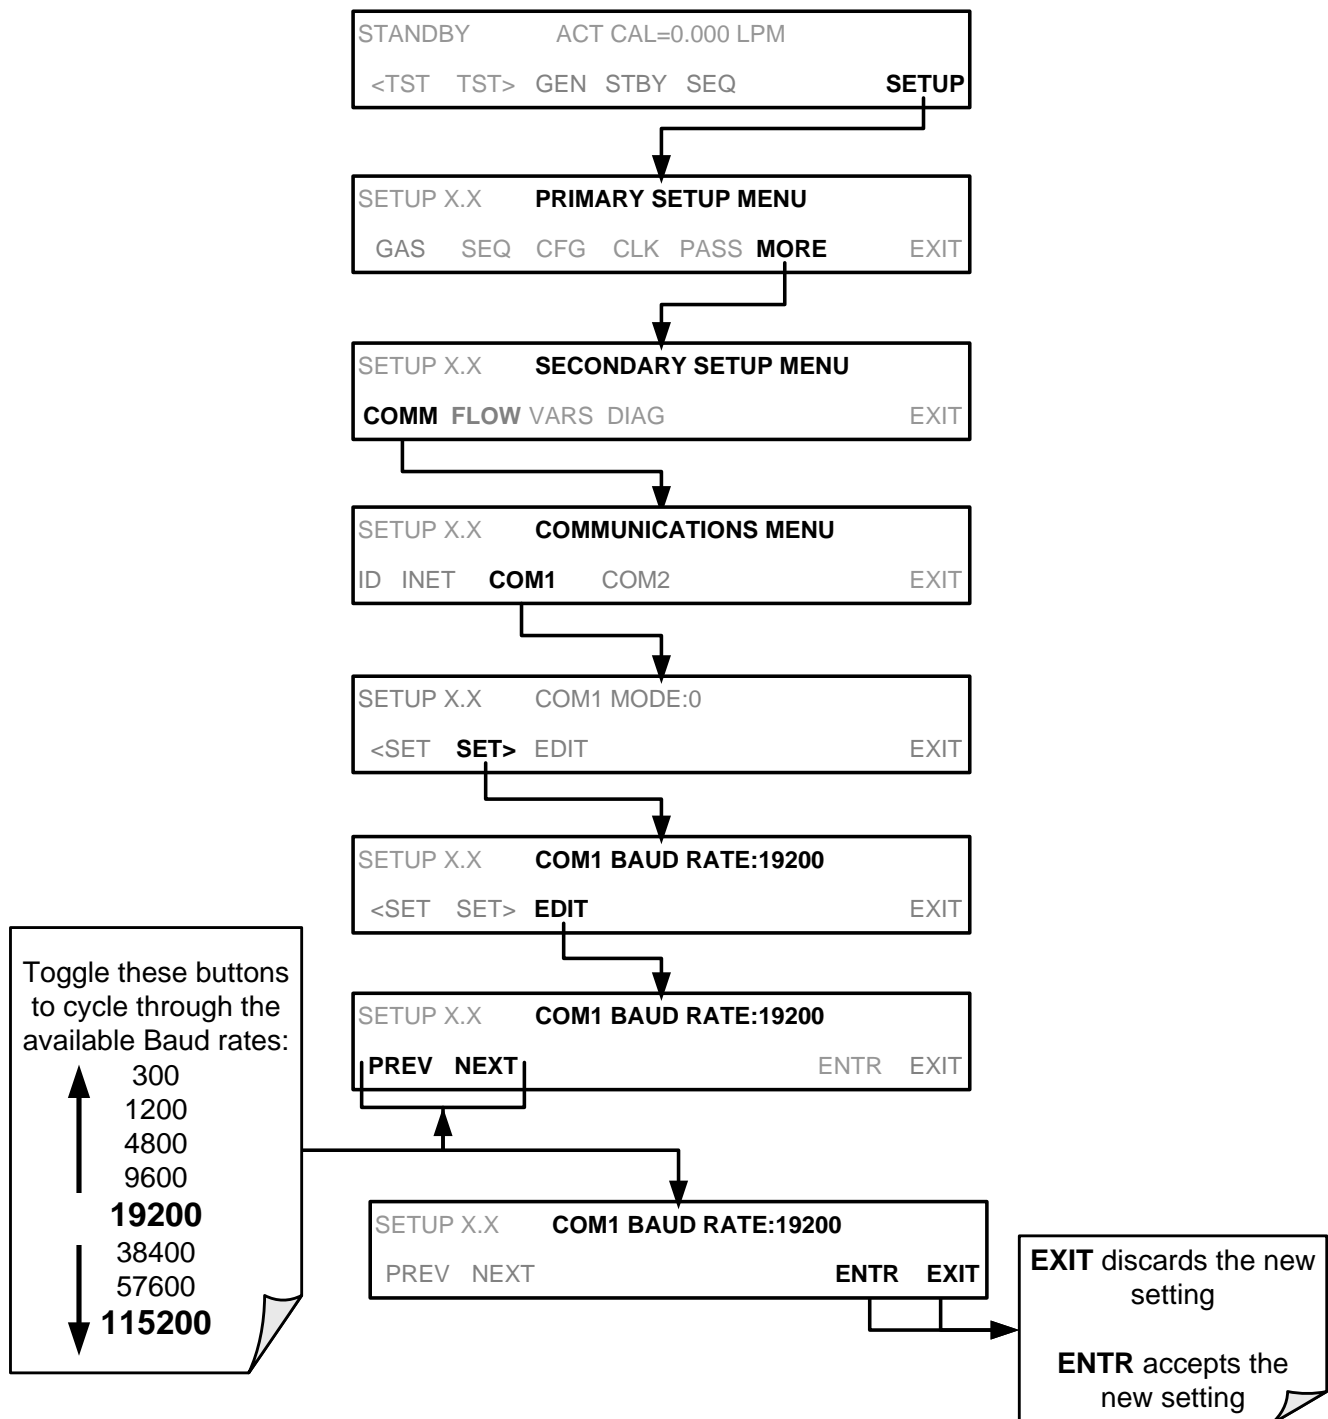 STANDBY ACT CAL=0.000 LPM
<TST TST> GEN STBY SEQ SETUP
SETUP X.X PRIMARY SETUP MENU
GAS SEQ CFG CLK PASS MORE EXIT
SETUP X.X SECONDARY SETUP MENU
COMM FLOW VARS DIAG EXIT
SETUP X.X COMMUNICATIONS MENU
ID INET COM1 COM2 EXIT
SETUP X.X COM1 MODE:0
<SET SET> EDIT EXIT
SETUP X.X COM1 BAUD RATE:19200
<SET SET> EDIT EXIT
SETUP X.X COM1 BAUD RATE:19200
PREV NEXT ENTR EXIT
Toggle these buttons
to cycle through the
available Baud rates:
300
1200
4800
9600
19200
38400
57600
115200
SETUP X.X COM1 BAUD RATE:19200
PREV NEXT ENTR EXIT
EXIT discards the new
setting
ENTR accepts the
new setting